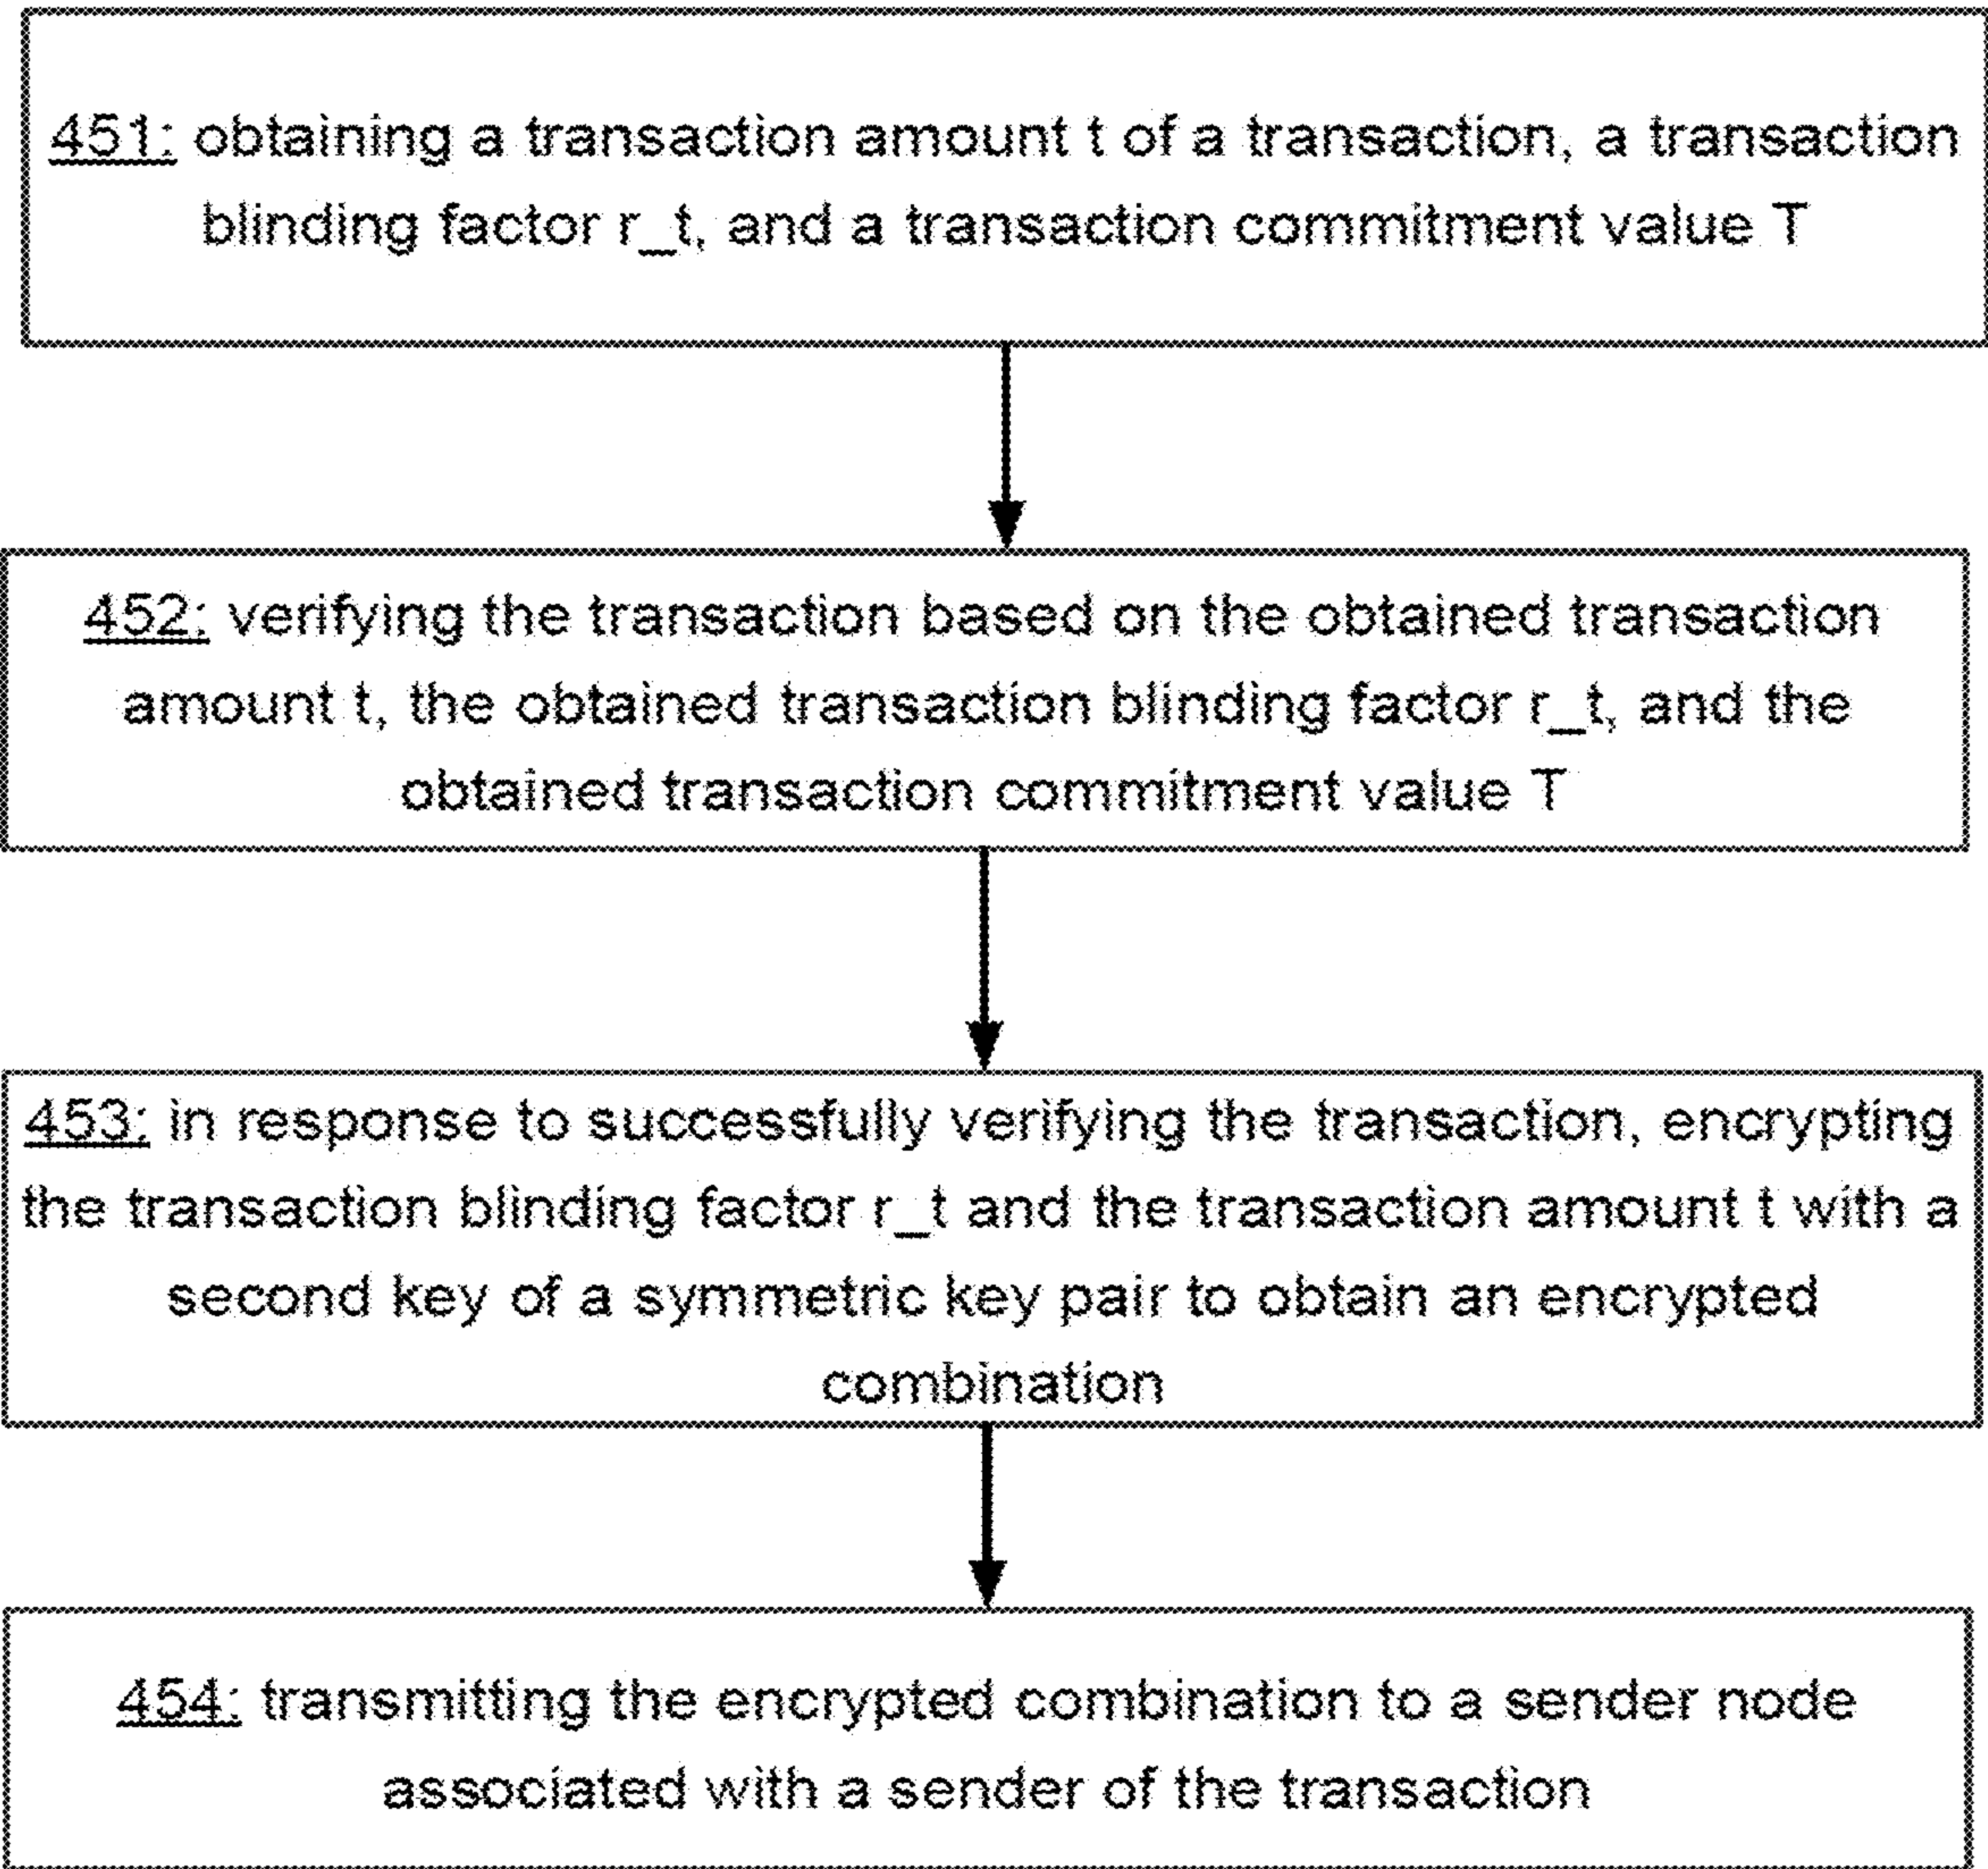 451: obtaining a transaction amount t of a transaction, a transaction
blinding factor r_t, and a transaction commitment value T
452: verifying the transaction based on the obtained transaction
amount t, the obtained transaction blinding factor r_t, and the
obtained transaction commitment value T
453: in response to successfully verifying the transaction, encrypting
the transaction blinding factor r_t and the transaction amount t with a
second key of a symmetric key pair to obtain an encrypted
combination
454: transmitting the encrypted combination to a sender node
associated with a sender of the transaction